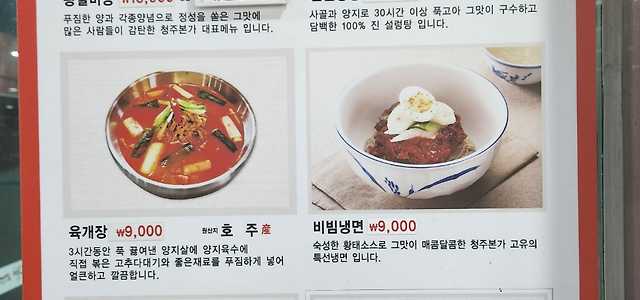 푸짐한 양과 각종양념으로 정성을 쏟은 그맛에
많은 사람들이 감탄한 청주본가 대표메뉴 입니다.
사골과 양지로 30시간 이상 푹고아 그맛이 구수하고
담백한 100% 진 설렁탕 입니다.
육개장 ₩9,000 원산지 호 주 産
3시간동안 푹 끓여낸 양지살에 양지육수에
직접 볶은 고추다대기와 좋은재료를 푸짐하게 넣어
얼큰하고 깔끔합니다.
비빔냉면 ₩9,000
숙성한 황태소스로 그맛이 매콤달콤한 청주본가 고유의
특선냉면 입니다.